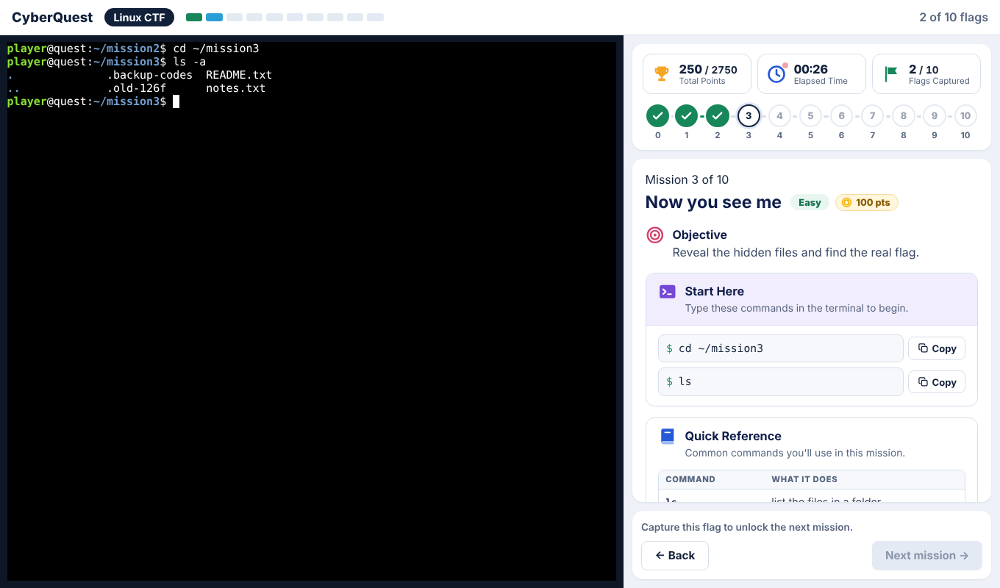 CyberQuest Linux CTF 2 of 10 flags
player@quest:~/mission2$ cd ~/mission3
player@quest:~/mission3$ ls -a
. .backup-codes README.txt
.. .old-126f notes.txt
player@quest:~/mission3$
250 / 2750
Total Points
00:26
Elapsed Time
2 / 10
Flags Captured
3 4 5 6 7 8 9 10
0 1 2 3 4 5 6 7 8 9 10
Mission 3 of 10
Now you see me Easy 100 pts
Objective
Reveal the hidden files and find the real flag.
Start Here
Type these commands in the terminal to begin.
$ cd ~/mission3 Copy
$ ls Copy
Quick Reference
Common commands you'll use in this mission.
COMMAND WHAT IT DOES
ls list the files in a folder
Capture this flag to unlock the next mission.
← Back Next mission →